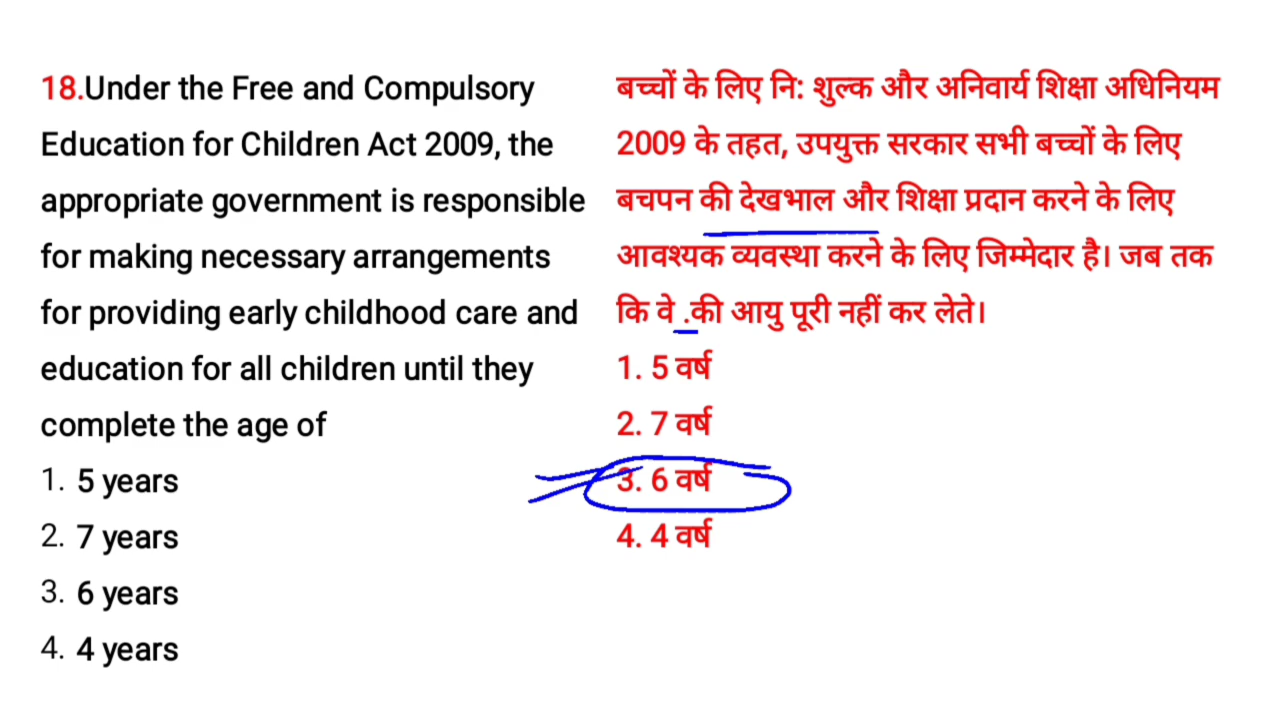 18.Under the Free and Compulsory
Education for Children Act 2009, the
appropriate government is responsible
for making necessary arrangements
for providing early childhood care and
education for all children until they
complete the age of
1. 5 years
2. 7 years
3. 6 years
4. 4 years
बच्चों के लिए नि: शुल्क और अनिवार्य शिक्षा अधिनियम
2009 के तहत, उपयुक्त सरकार सभी बच्चों के लिए
बचपन की देखभाल और शिक्षा प्रदान करने के लिए
आवश्यक व्यवस्था करने के लिए जिम्मेदार है। जब तक
कि वे .की आयु पूरी नहीं कर लेते।
1. 5 वर्ष
2. 7 वर्ष
3. 6 वर्ष
4. 4 वर्ष